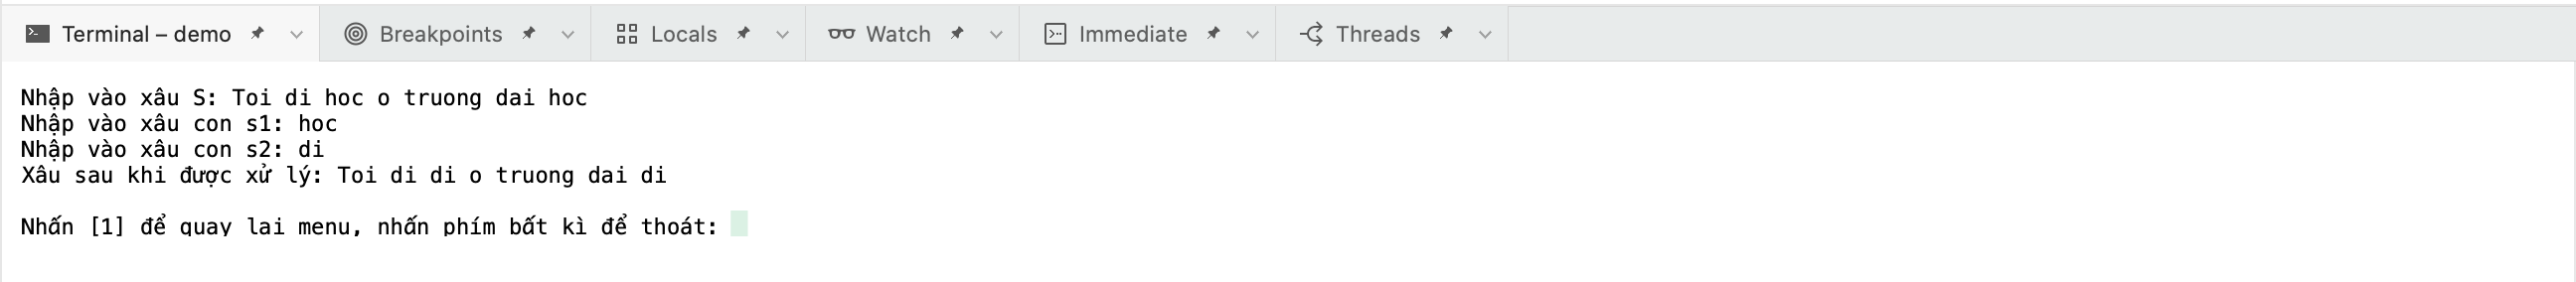 Terminal – demo Breakpoints Locals Watch Immediate Threads
Nhập vào xâu S: Toi di hoc o truong dai hoc
Nhập vào xâu con s1: hoc
Nhập vào xâu con s2: di
Xâu sau khi được xử lý: Toi di di o truong dai di
Nhấn [1] để quay lại menu, nhấn phím bất kì để thoát: